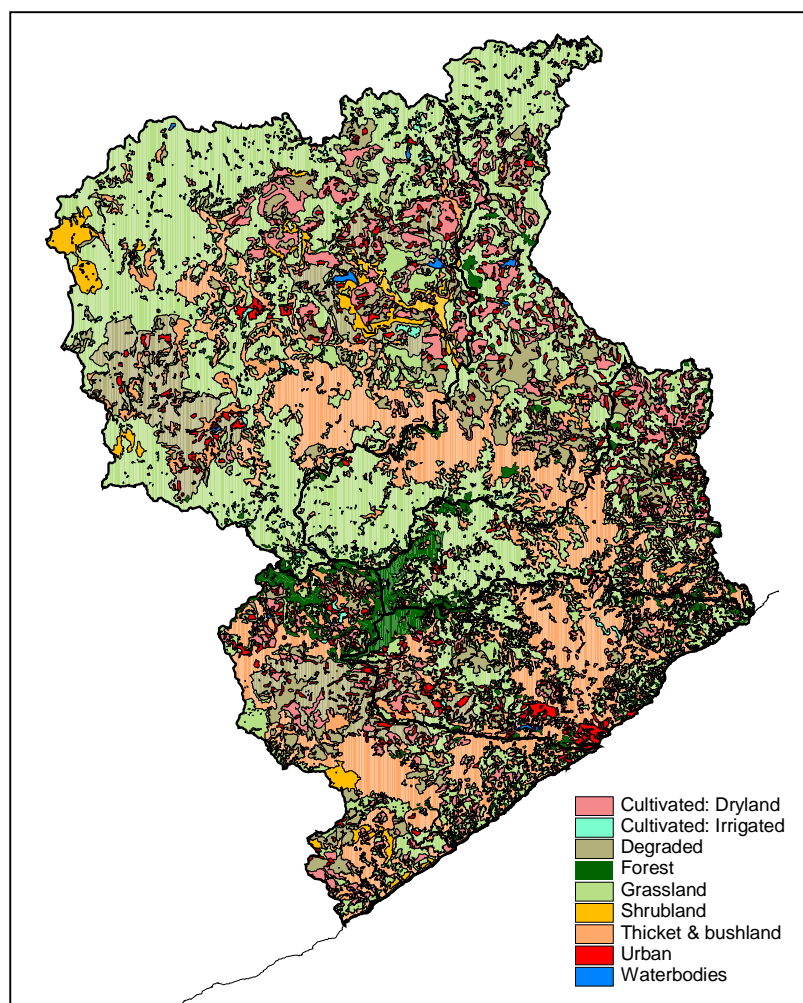 Cultivated: Dryland
Cultivated: Irrigated
Degraded
Forest
Grassland
Shrubland
Thicket & bushland
Urban
Waterbodies